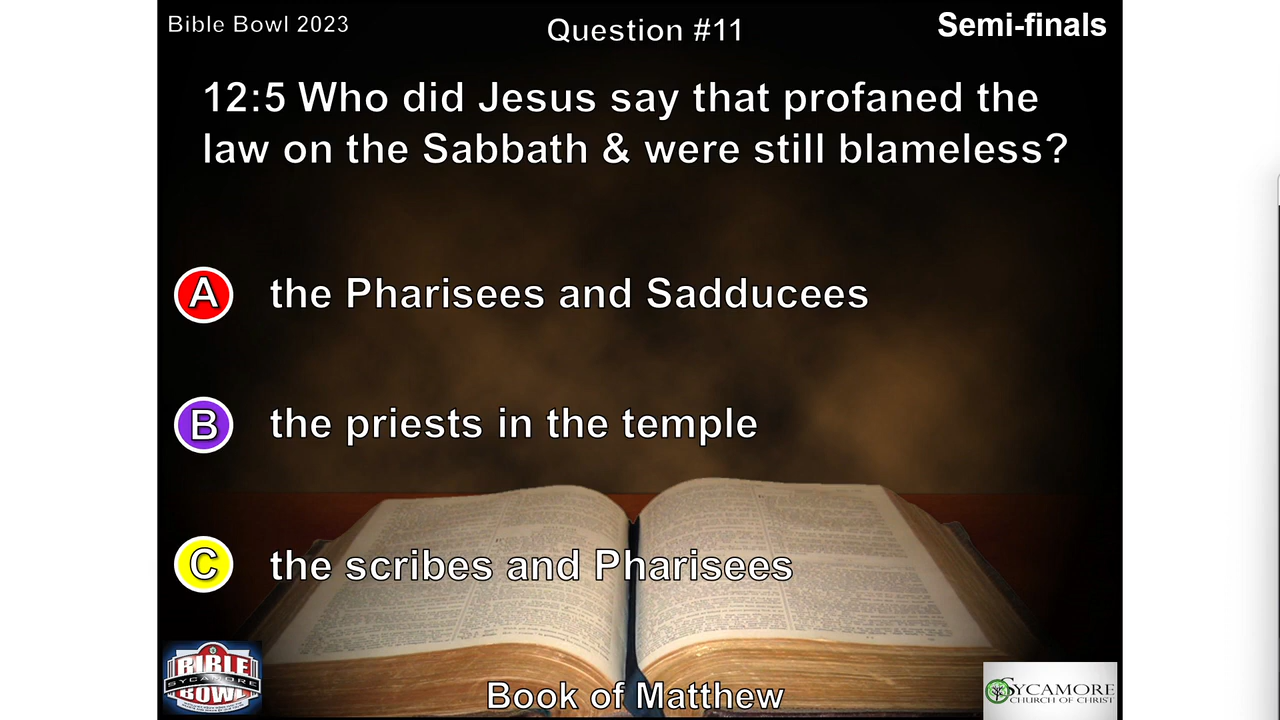 Bible Bowl 2023
Question #11
Semi-finals
12:5 Who did Jesus say that profaned the
law on the Sabbath & were still blameless?
A the Pharisees and Sadducees
B the priests in the temple
C the scribes and Pharisees
BIBLE
SYCAMORE
BOWL
Book of Matthew
SYCAMORE
CHURCH OF CHRIST